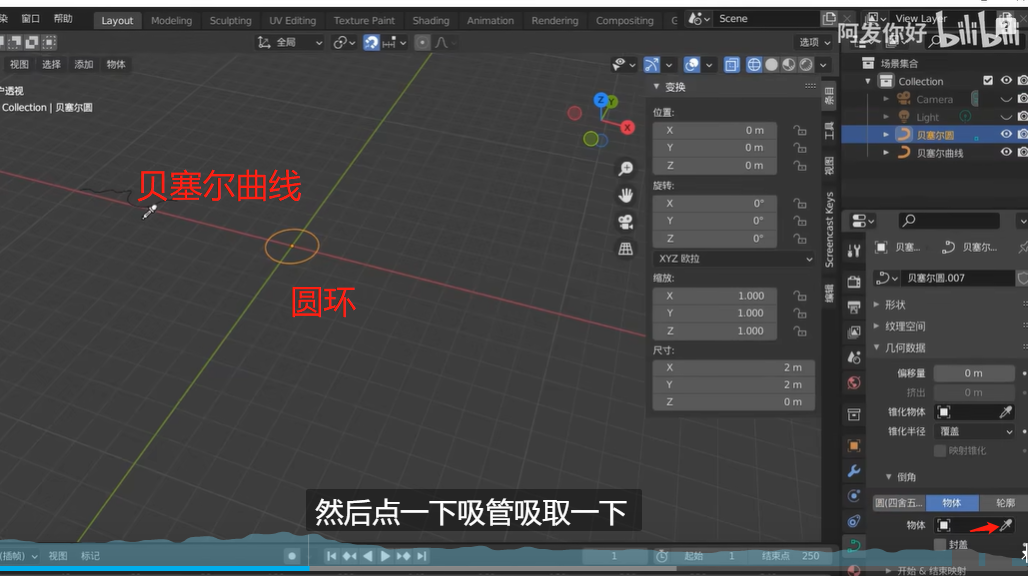 染 窗口 帮助 Layout Modeling Sculpting UV Editing Texture Paint Shading Animation Rendering Compositing G Scene View Layer
阿发你好 bilibili
全局 选项
视图 选择 添加 物体
户透视
Collection | 贝塞尔圆
贝塞尔曲线
圆环
Z
Y
X
变换
位置:
X 0 m
Y 0 m
Z 0 m
旋转:
X 0°
Y 0°
Z 0°
XYZ 欧拉
缩放:
X 1.000
Y 1.000
Z 1.000
尺寸:
X 2 m
Y 2 m
Z 0 m
条目
工具
视图
Screencast Keys
编辑
场景集合
Collection
Camera
Light
贝塞尔圆
贝塞尔曲线
贝塞... 贝塞尔...
贝塞尔圆.007
形状
纹理空间
几何数据
偏移量 0 m
挤出 0 m
锥化物体
锥化半径 覆盖
映射锥化
倒角
圆(四舍五... 物体 轮廓
物体
封盖
开始 & 结束映射
然后点一下吸管吸取一下
(插帧) 视图 标记 1 起始 1 结束点 250